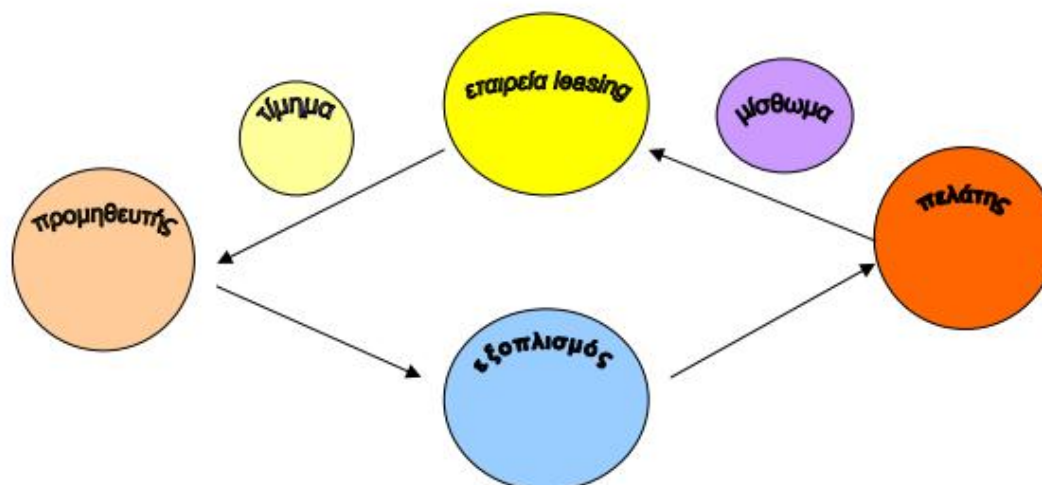 εταιρεία leasing
τίμημα
μίσθωμα
προμηθευτής
πελάτης
εξοπλισμός